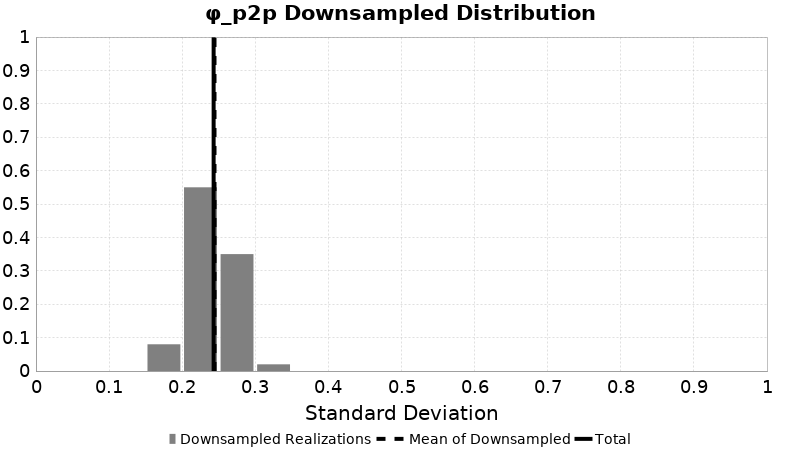 φ_p2p Downsampled Distribution
1
0.9
0.8
0.7
0.6
0.5
0.4
0.3
0.2
0.1
0
0 0.1 0.2 0.3 0.4 0.5 0.6 0.7 0.8 0.9 1
Standard Deviation
Downsampled Realizations Mean of Downsampled Total